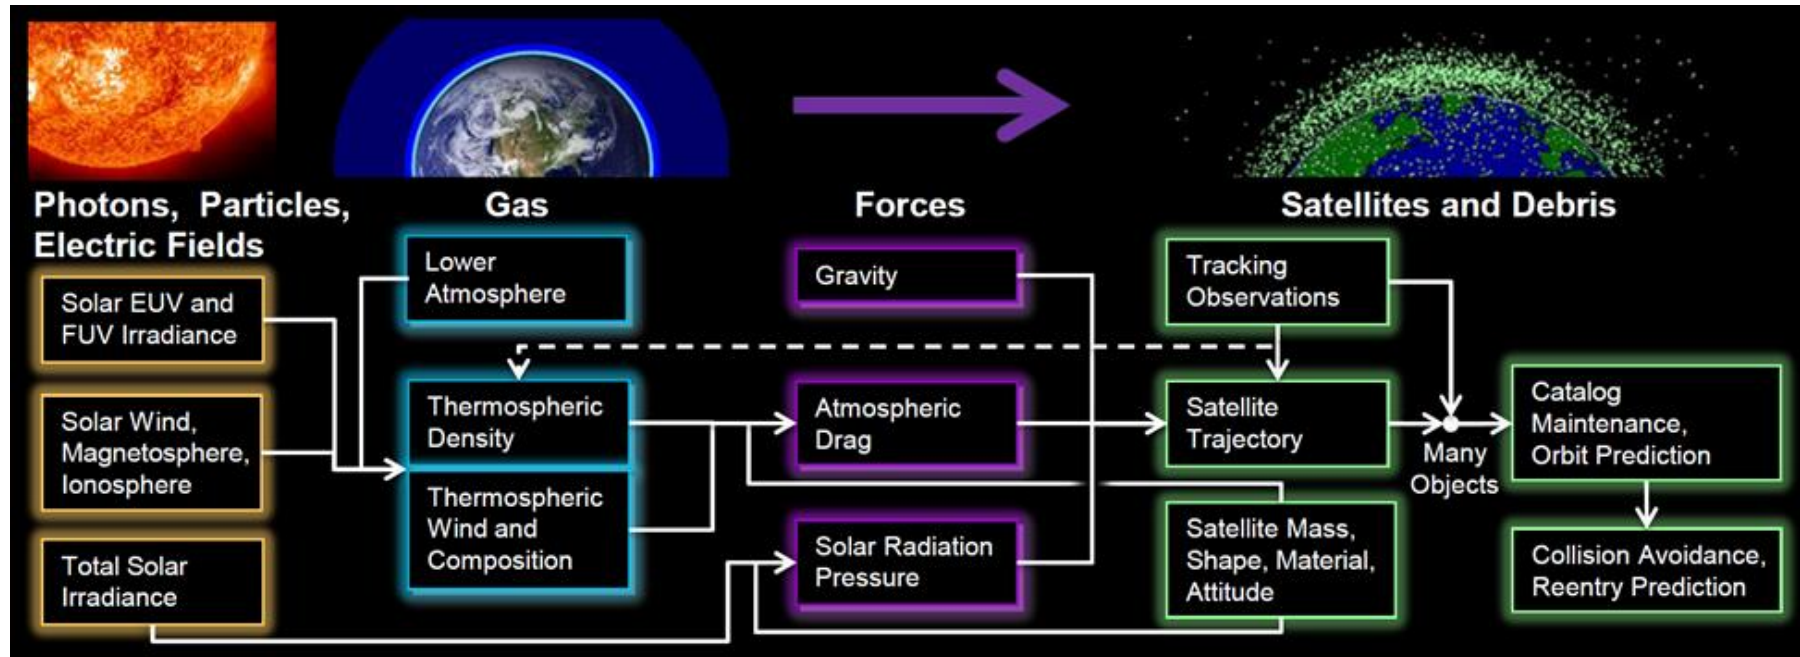 Photons, Particles,
Electric Fields
Solar EUV and
FUV Irradiance
Solar Wind,
Magnetosphere,
Ionosphere
Total Solar
Irradiance
Gas
Lower
Atmosphere
Thermospheric
Density
Thermospheric
Wind and
Composition
Forces
Gravity
Atmospheric
Drag
Solar Radiation
Pressure
Satellites and Debris
Tracking
Observations
Satellite
Trajectory
Satellite Mass,
Shape, Material,
Attitude
Many
Objects
Catalog
Maintenance,
Orbit Prediction
Collision Avoidance,
Reentry Prediction